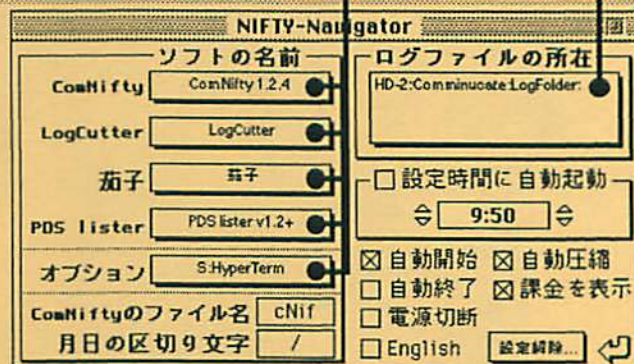 NIFTY-Navigator
ソフトの名前
ComNifty
ComNifty 1.2.4
LogCutter
LogCutter
茄子
茄子
PDS lister
PDS lister v1.2+
オプション
S:HyperTerm
ComNiftyのファイル名
cNif
月日の区切り文字
/
ログファイルの所在
HD-2:Comminucate:LogFolder:
設定時間に自動起動
9:50
自動開始
自動圧縮
自動終了
課金を表示
電源切断
English
設定解除...